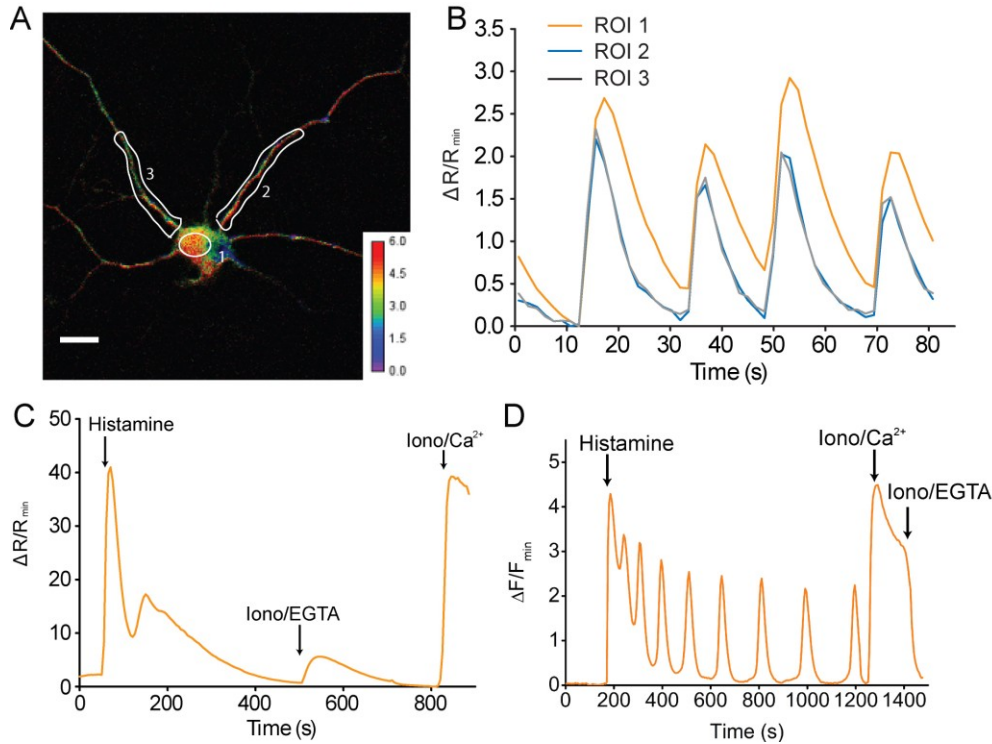 A
3
2
1
6.0
4.5
3.0
1.5
0.0
B
ROI 1
ROI 2
ROI 3
3.5
3.0
2.5
2.0
1.5
1.0
0.5
0.0
ΔR/Rmin
0 10 20 30 40 50 60 70 80
Time (s)
C
Histamine
Iono/EGTA
Iono/Ca²⁺
50
40
30
20
10
0
ΔR/Rmin
0 200 400 600 800
Time (s)
D
Histamine
Iono/Ca²⁺
Iono/EGTA
5
4
3
2
1
0
ΔF/Fmin
0 200 400 600 800 1000 1200 1400
Time (s)